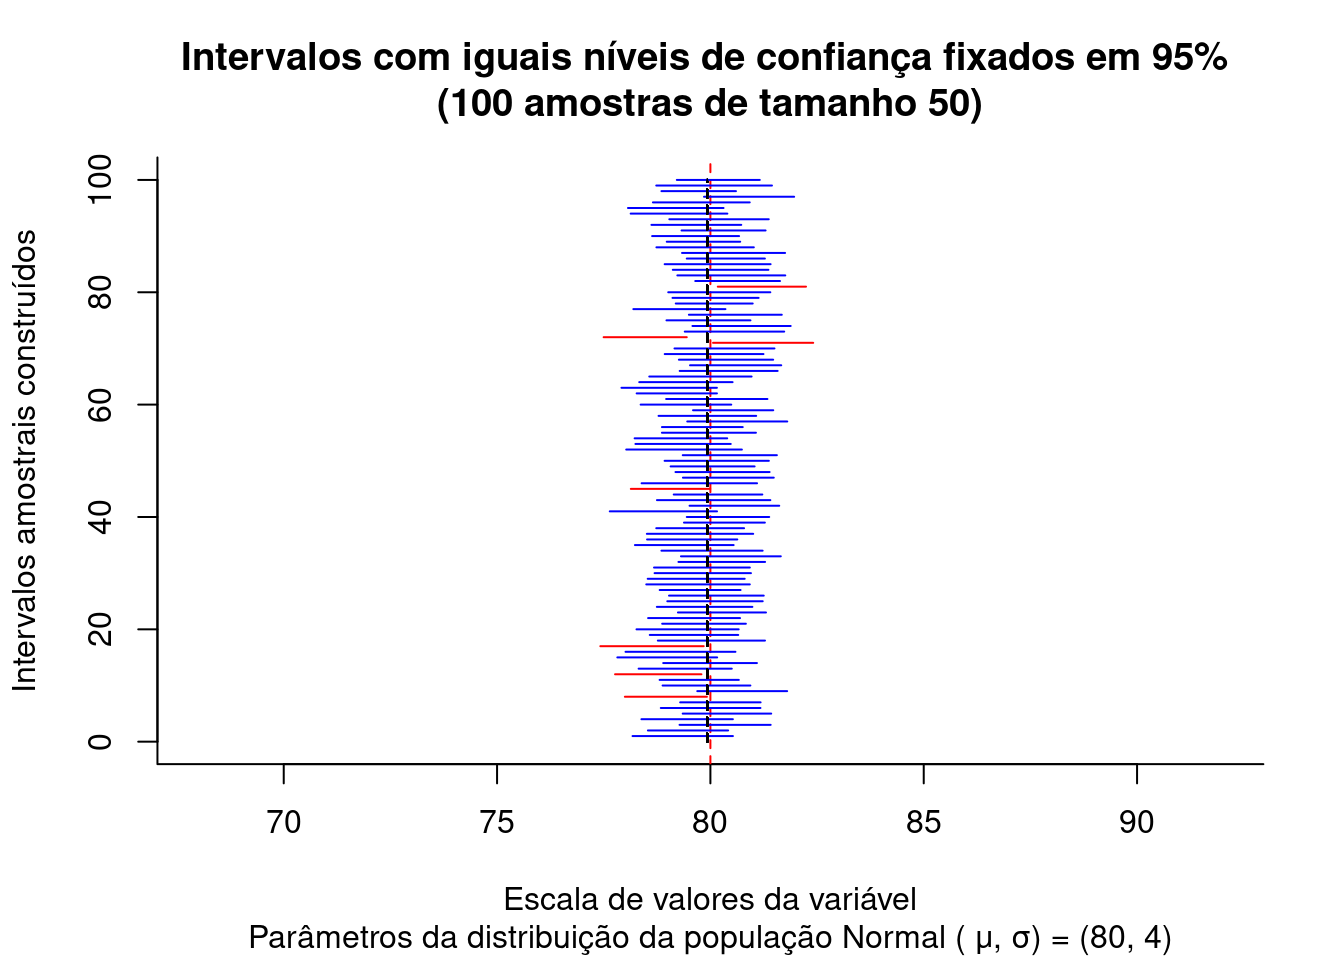 Intervalos com iguais níveis de confiança fixados em 95%
(100 amostras de tamanho 50)
Intervalos amostrais construídos
100
80
60
40
20
0
70 75 80 85 90
Escala de valores da variável
Parâmetros da distribuição da população Normal ( μ, σ) = (80, 4)